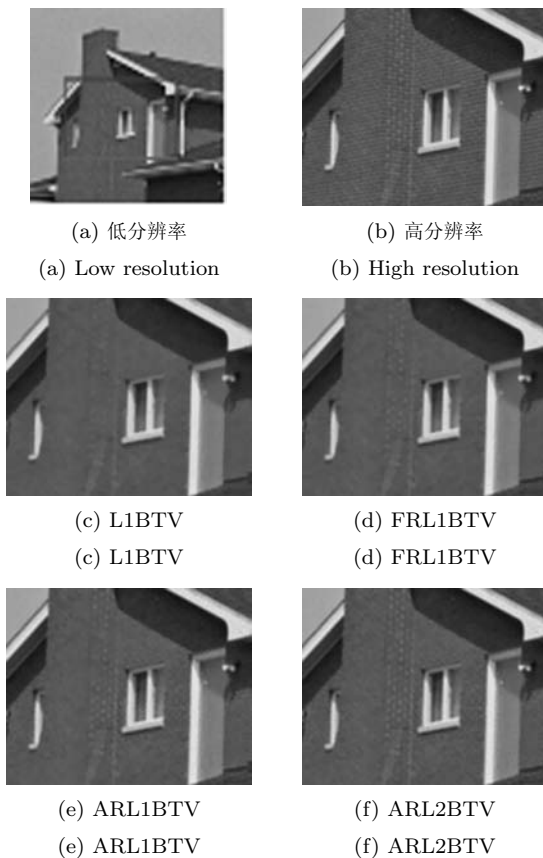 (a) 低分辨率
(a) Low resolution
(b) 高分辨率
(b) High resolution
(c) L1BTV
(c) L1BTV
(d) FRL1BTV
(d) FRL1BTV
(e) ARL1BTV
(e) ARL1BTV
(f) ARL2BTV
(f) ARL2BTV